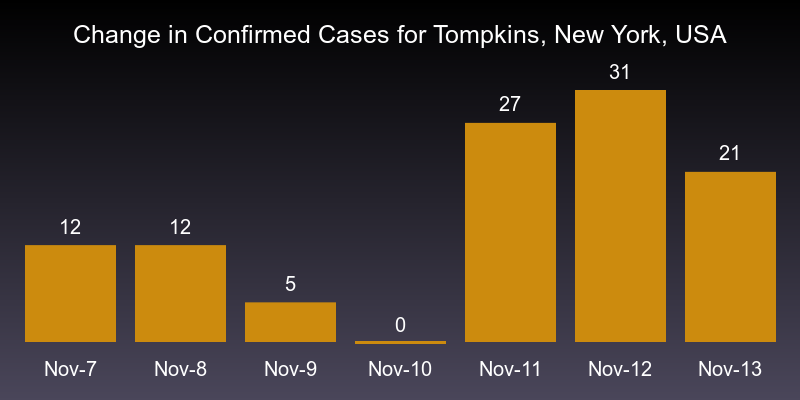 Change in Confirmed Cases for Tompkins, New York, USA
31
27
21
12
12
5
0
Nov-7
Nov-8
Nov-9
Nov-10
Nov-11
Nov-12
Nov-13